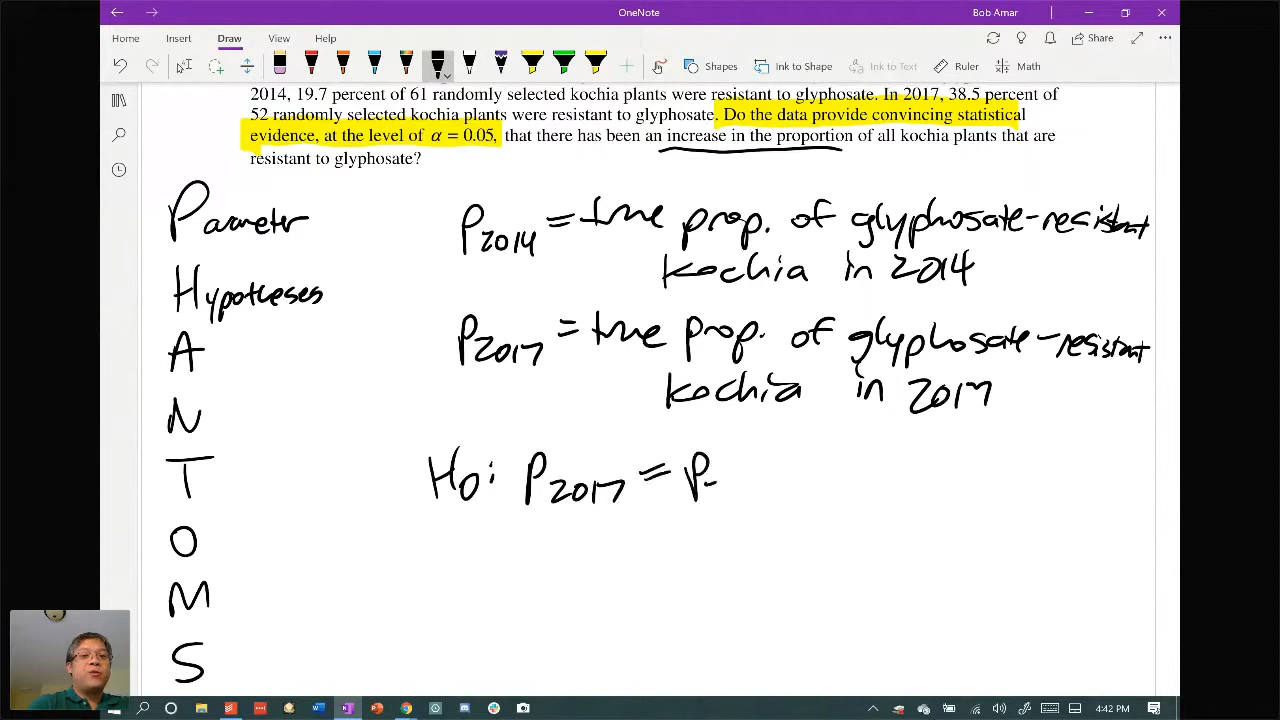 OneNote
Bob Amar
Home Insert Draw View Help
Share
Shapes Ink to Shape Ink to Text Ruler Math
2014, 19.7 percent of 61 randomly selected kochia plants were resistant to glyphosate. In 2017, 38.5 percent of
52 randomly selected kochia plants were resistant to glyphosate. Do the data provide convincing statistical
evidence, at the level of α = 0.05, that there has been an increase in the proportion of all kochia plants that are
resistant to glyphosate?
Parameter
P2014 = true prop. of glyphosate-resistant
kochia in 2014
Hypotheses
P2017 = true prop. of glyphosate-resistant
kochia in 2017
A
N
H0: P2017 = P
T
O
M
S
4:42 PM